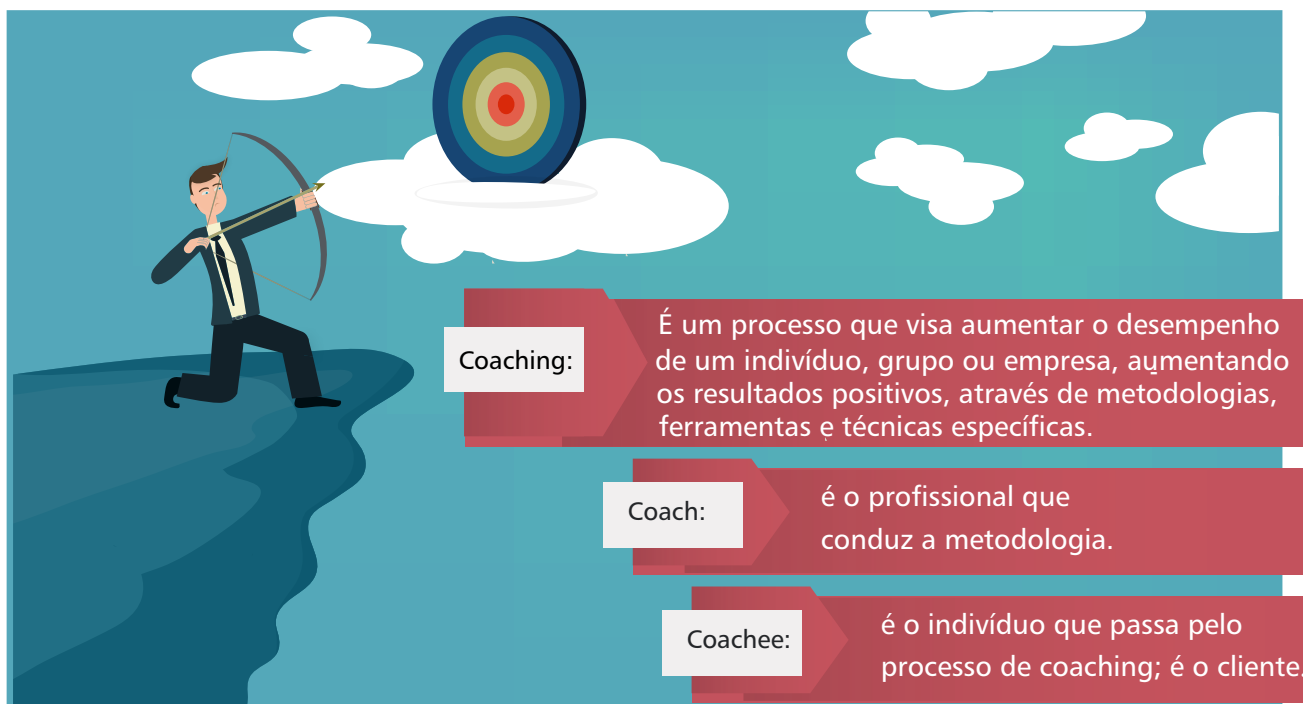 Coaching:
É um processo que visa aumentar o desempenho
de um indivíduo, grupo ou empresa, aumentando
os resultados positivos, através de metodologias,
ferramentas e técnicas específicas.
Coach:
é o profissional que
conduz a metodologia.
Coachee:
é o indivíduo que passa pelo
processo de coaching; é o cliente.